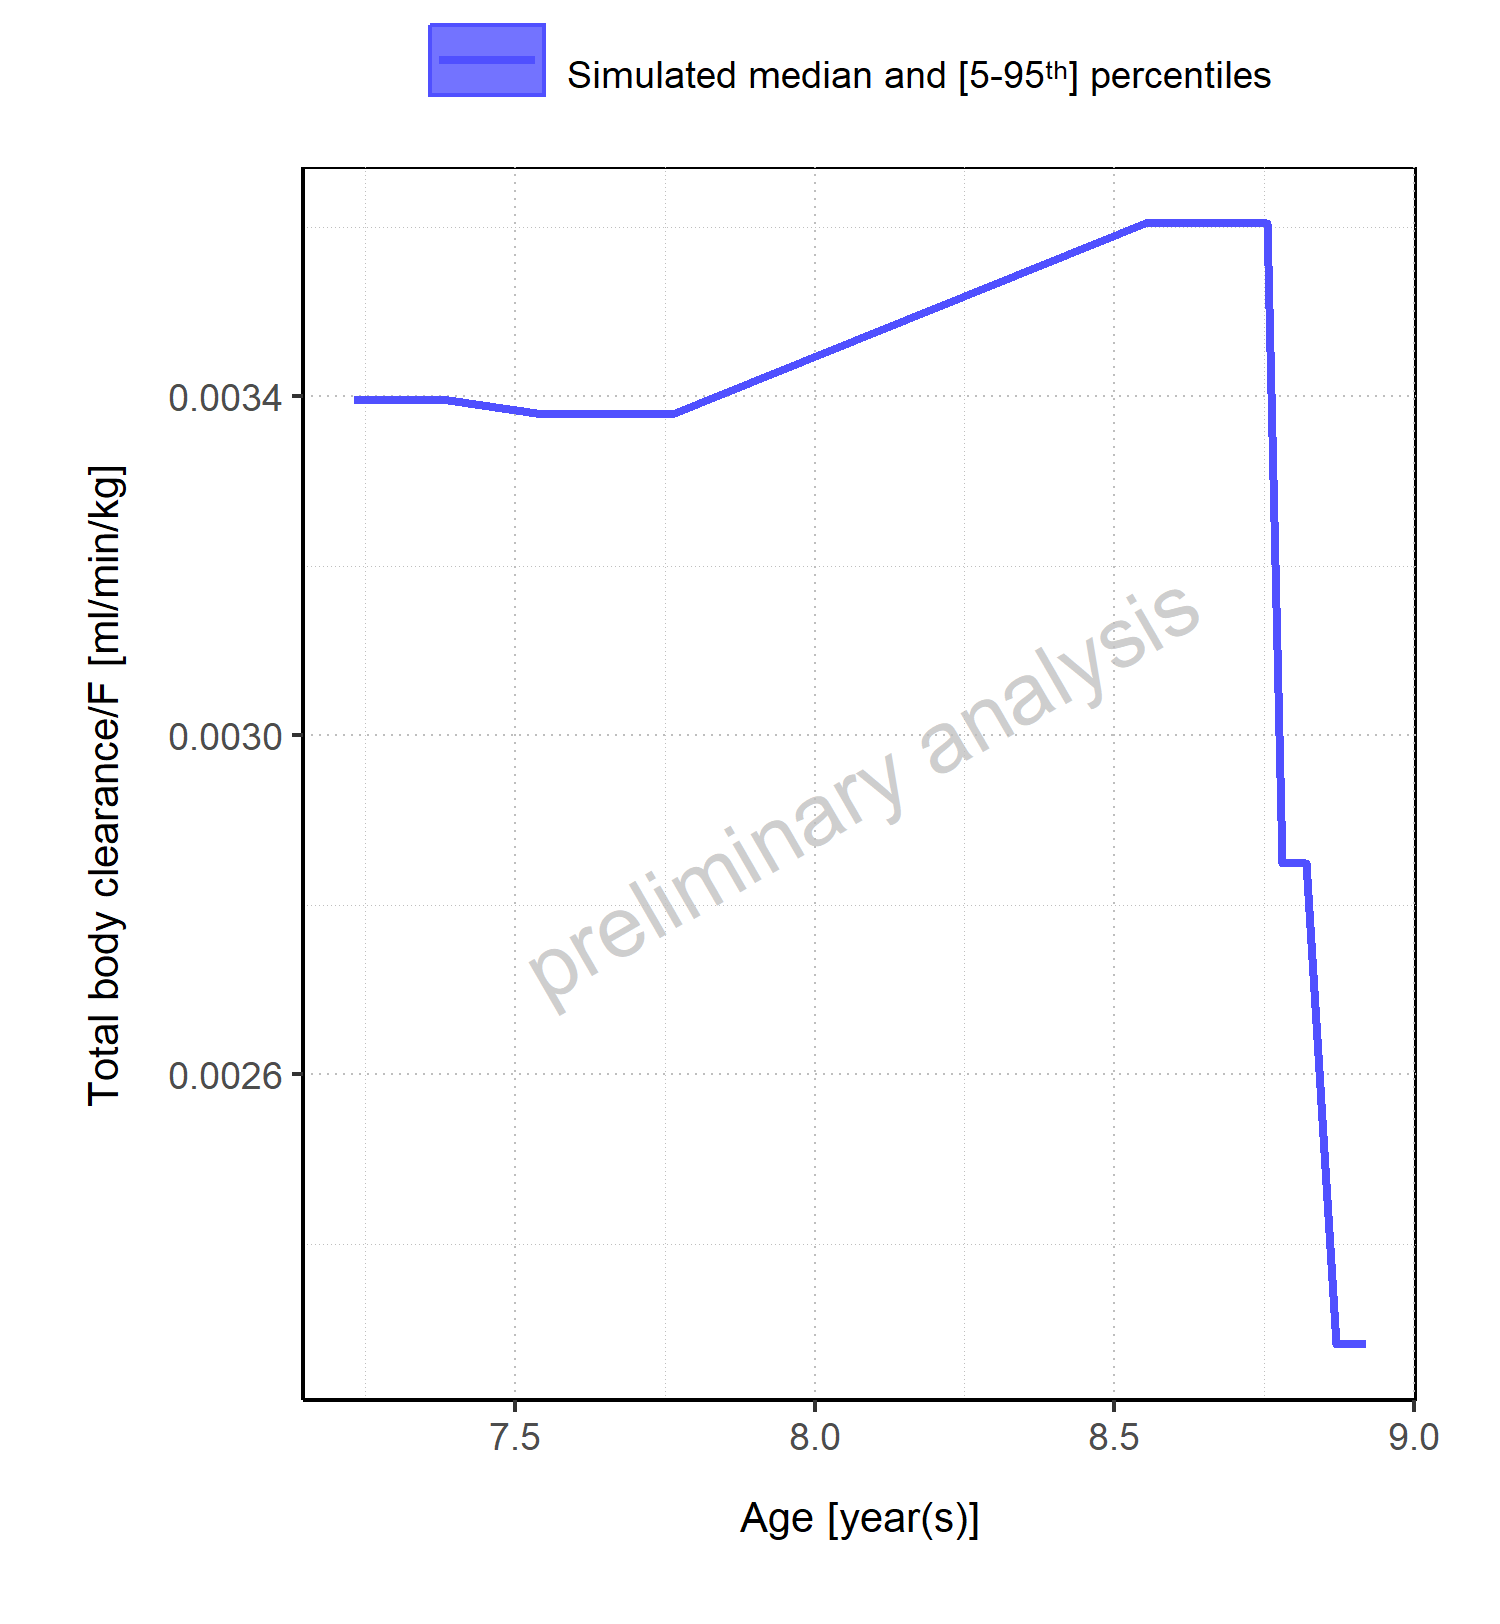 Simulated median and [5-95th] percentiles
Total body clearance/F [ml/min/kg]
0.0034
0.0030
0.0026
preliminary analysis
7.5 8.0 8.5 9.0
Age [year(s)]